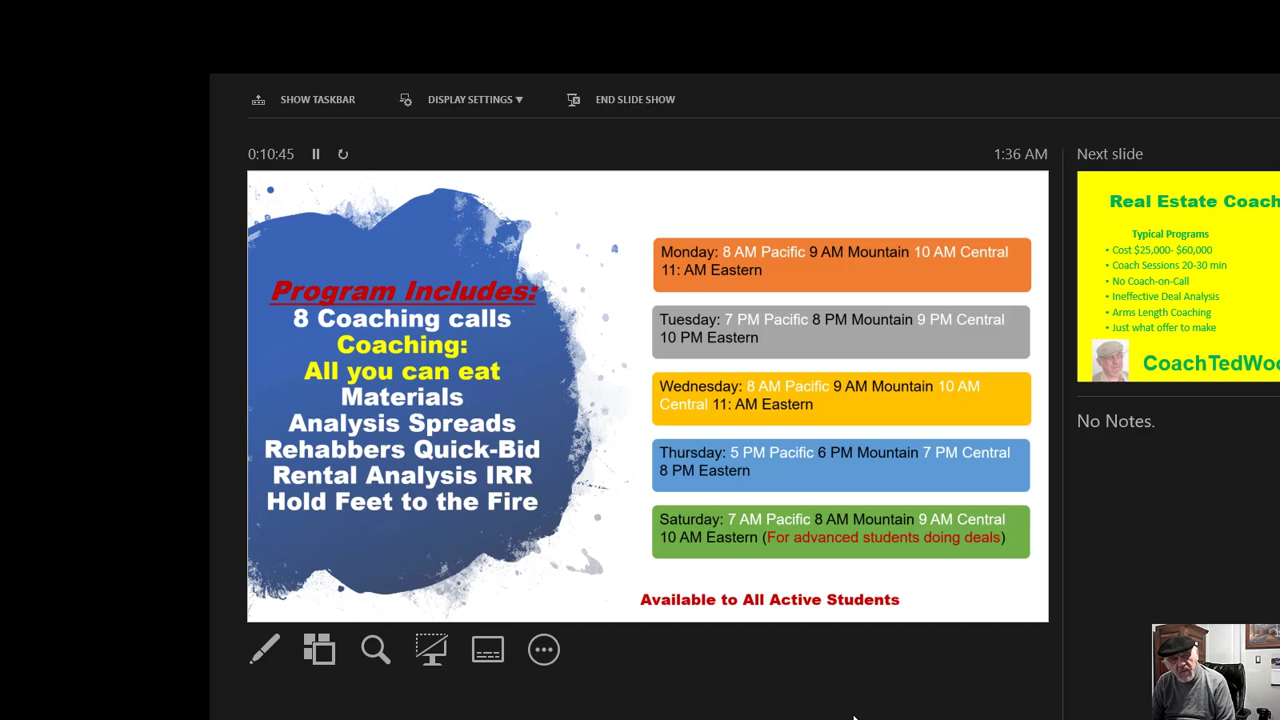 SHOW TASKBAR
DISPLAY SETTINGS ▾
END SLIDE SHOW
0:10:45
1:36 AM
Next slide
Program Includes:
8 Coaching calls
Coaching:
All you can eat
Materials
Analysis Spreads
Rehabbers Quick-Bid
Rental Analysis IRR
Hold Feet to the Fire
Monday: 8 AM Pacific 9 AM Mountain 10 AM Central
11: AM Eastern
Tuesday: 7 PM Pacific 8 PM Mountain 9 PM Central
10 PM Eastern
Wednesday: 8 AM Pacific 9 AM Mountain 10 AM
Central 11: AM Eastern
Thursday: 5 PM Pacific 6 PM Mountain 7 PM Central
8 PM Eastern
Saturday: 7 AM Pacific 8 AM Mountain 9 AM Central
10 AM Eastern (For advanced students doing deals)
Available to All Active Students
Real Estate Coach
Typical Programs
• Cost $25,000- $60,000
• Coach Sessions 20-30 min
• No Coach-on-Call
• Ineffective Deal Analysis
• Arms Length Coaching
• Just what offer to make
CoachTedWoo
No Notes.